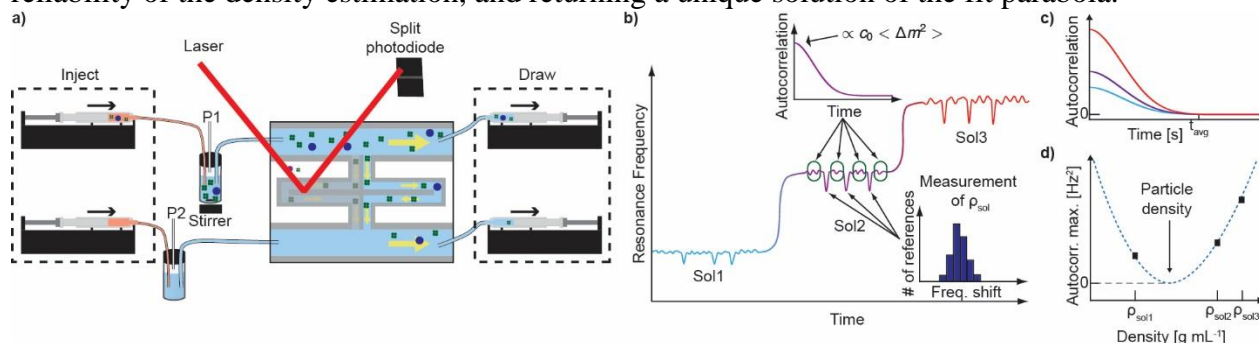 reliability of the density estimation, and returning a unique solution of the fit parabola.
a)
Laser
Split
photodiode
Inject
Draw
P1
P2
Stirrer
b)
Resonance Frequency
Autocorrelation
∝ c₀ < Δm² >
Time
Time
Sol1
Sol2
Sol3
Measurement
of ρsol
# of references
Freq. shift
Time
c)
Autocorrelation
0
Time [s]
tavg
d)
Autocorr. max. [Hz²]
Particle
density
0
ρsol1
ρsol2
ρsol3
Density [g mL⁻¹]